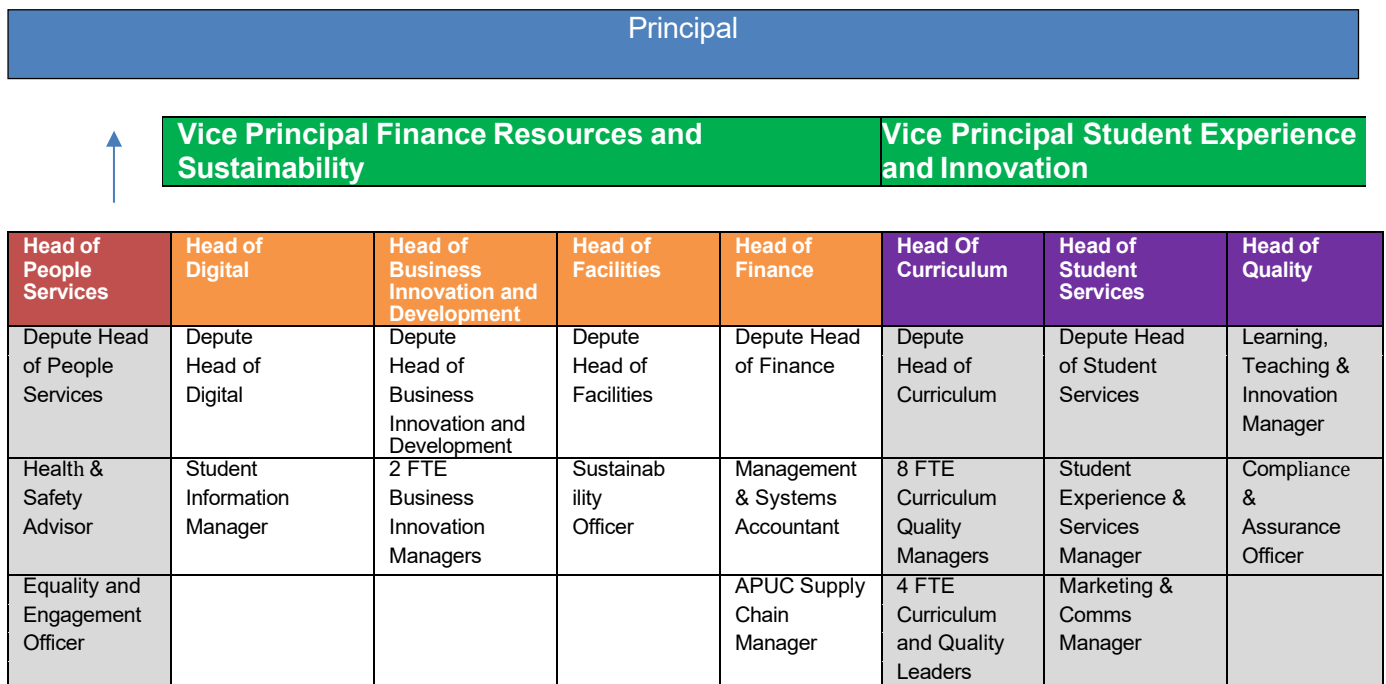 Principal
Vice Principal Finance Resources and
Sustainability
Vice Principal Student Experience
and Innovation
Head of
People
Services
Head of
Digital
Head of
Business
Innovation and
Development
Head of
Facilities
Head of
Finance
Head Of
Curriculum
Head of
Student
Services
Head of
Quality
Depute Head
of People
Services
Depute
Head of
Digital
Depute
Head of
Business
Innovation and
Development
Depute
Head of
Facilities
Depute Head
of Finance
Depute
Head of
Curriculum
Depute Head
of Student
Services
Learning,
Teaching &
Innovation
Manager
Health &
Safety
Advisor
Student
Information
Manager
2 FTE
Business
Innovation
Managers
Sustainab
ility
Officer
Management
& Systems
Accountant
8 FTE
Curriculum
Quality
Managers
Student
Experience &
Services
Manager
Compliance
&
Assurance
Officer
Equality and
Engagement
Officer
APUC Supply
Chain
Manager
4 FTE
Curriculum
and Quality
Leaders
Marketing &
Comms
Manager